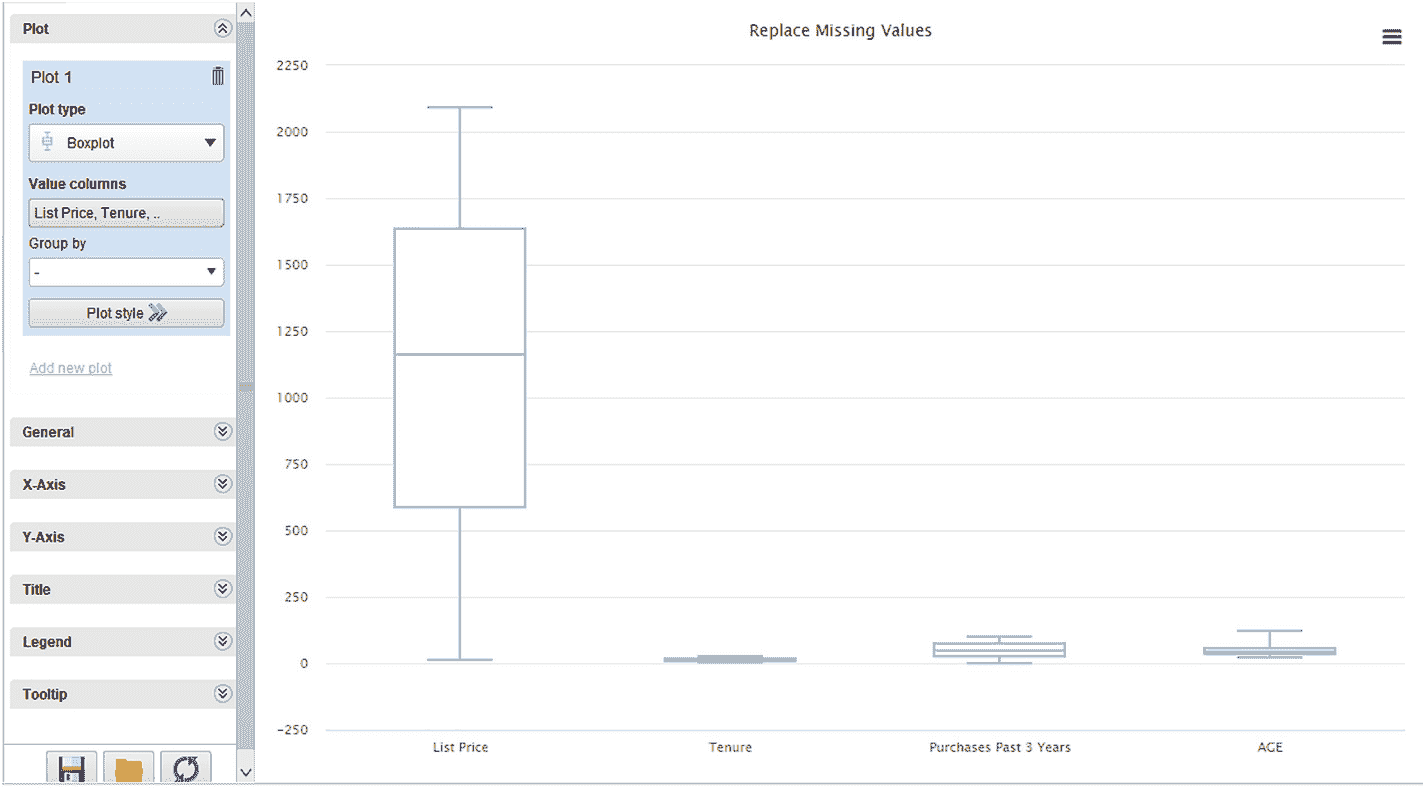 Plot
Plot 1
Plot type
Boxplot
Value columns
List Price, Tenure, ..
Group by
-
Plot style
Add new plot
General
X-Axis
Y-Axis
Title
Legend
Tooltip
Replace Missing Values
2250
2000
1750
1500
1250
1000
750
500
250
0
-250
List Price
Tenure
Purchases Past 3 Years
AGE